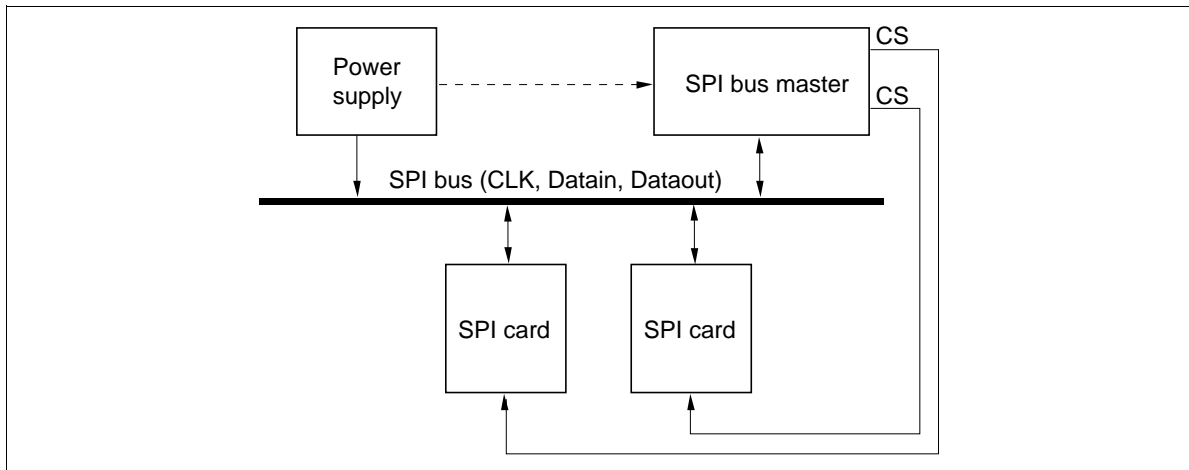 Power
supply
SPI bus master
CS
CS
SPI bus (CLK, Datain, Dataout)
SPI card
SPI card